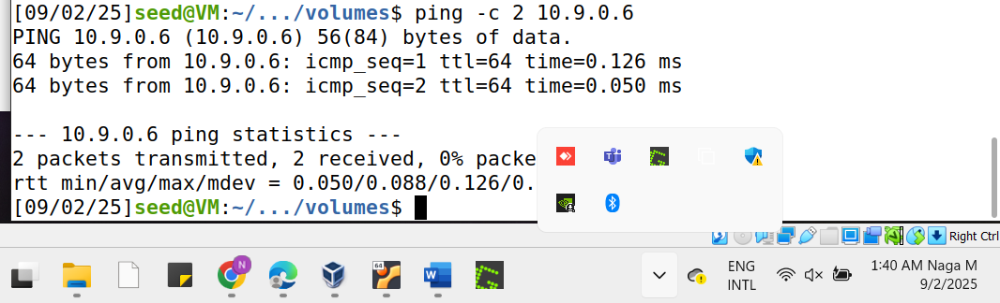 [09/02/25]seed@VM:~/.../volumes$ ping -c 2 10.9.0.6
PING 10.9.0.6 (10.9.0.6) 56(84) bytes of data.
64 bytes from 10.9.0.6: icmp_seq=1 ttl=64 time=0.126 ms
64 bytes from 10.9.0.6: icmp_seq=2 ttl=64 time=0.050 ms
--- 10.9.0.6 ping statistics ---
2 packets transmitted, 2 received, 0% packe
rtt min/avg/max/mdev = 0.050/0.088/0.126/0.
[09/02/25]seed@VM:~/.../volumes$
Right Ctrl
N
64
W
ENG
INTL
1:40 AM Naga M
9/2/2025